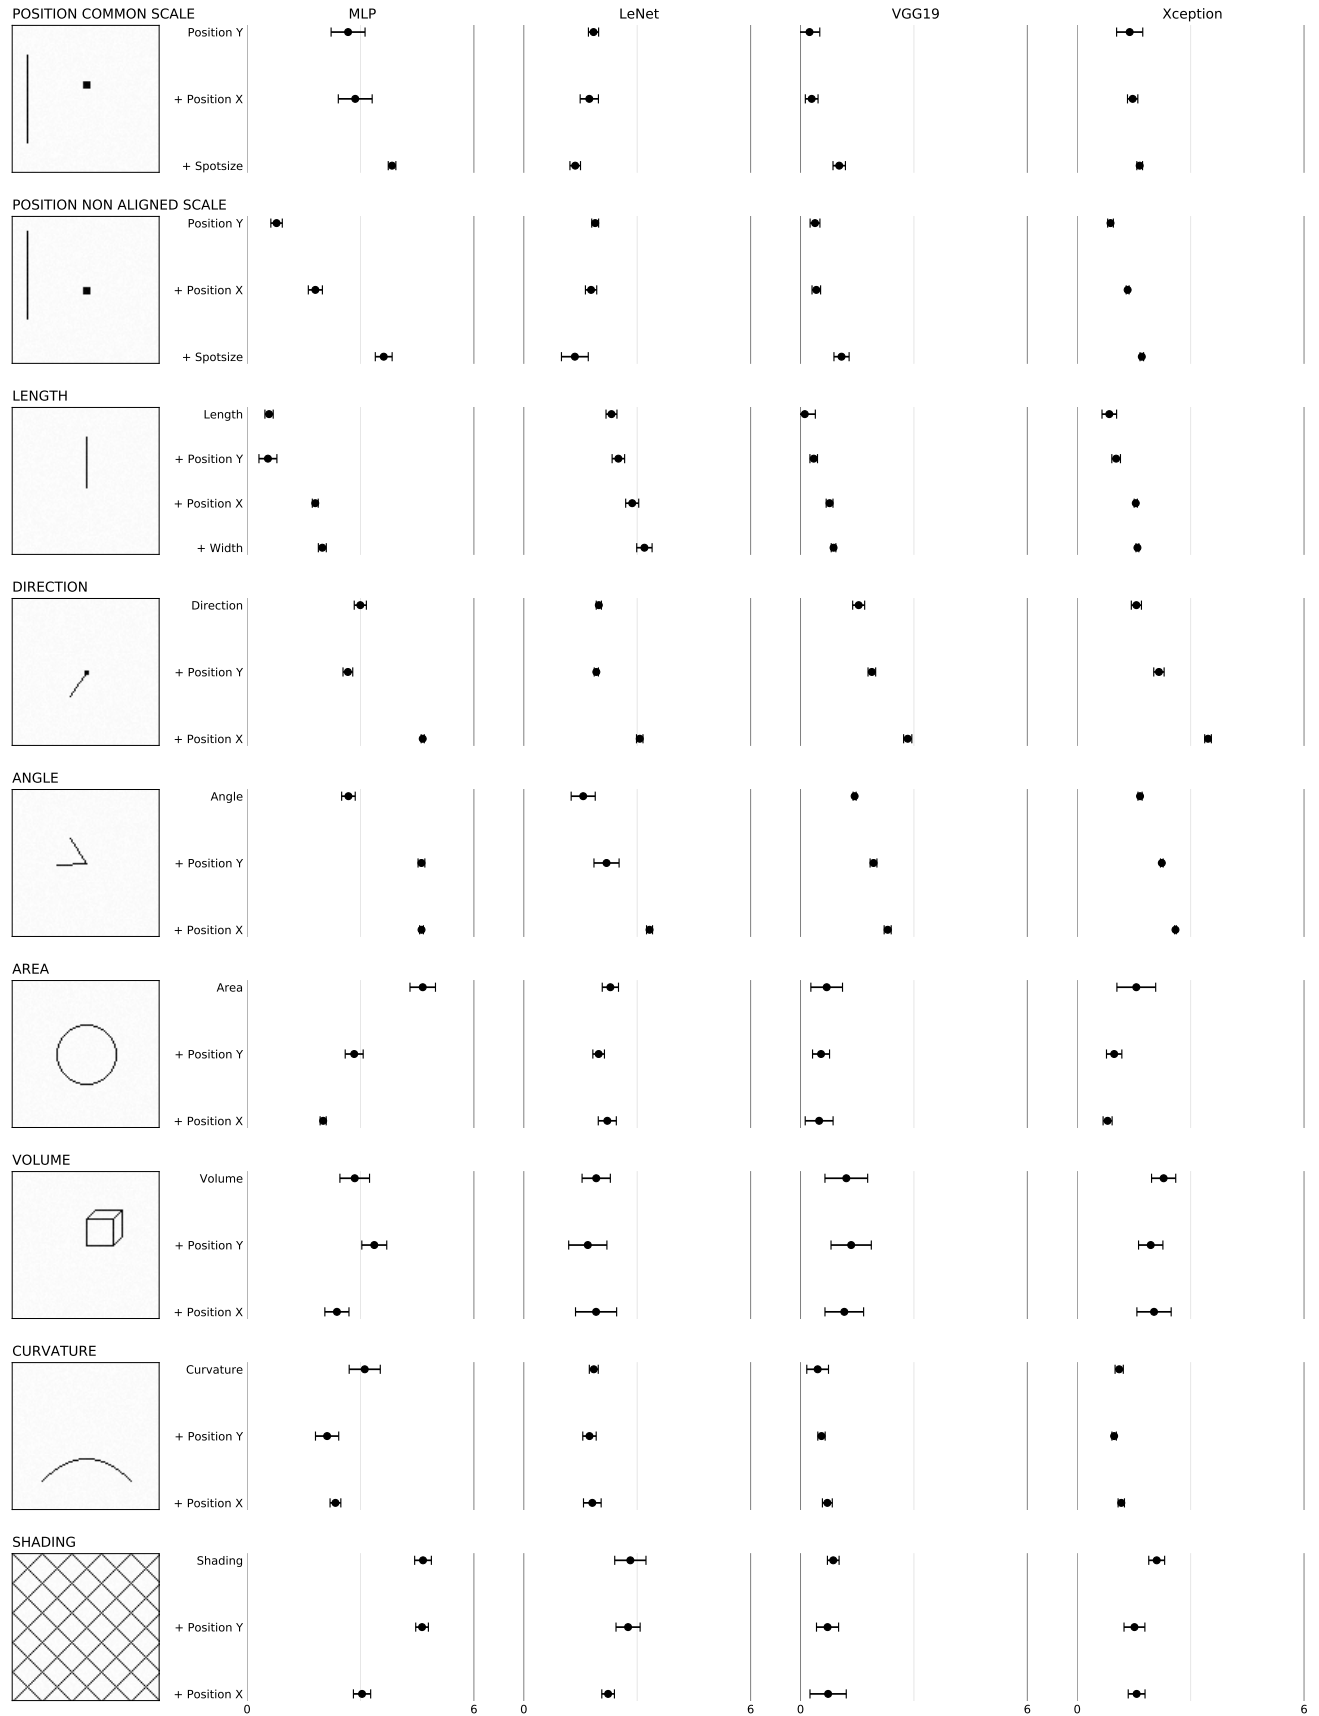 MLP LeNet VGG19 Xception
POSITION COMMON SCALE
Position Y
+ Position X
+ Spotsize
POSITION NON ALIGNED SCALE
Position Y
+ Position X
+ Spotsize
LENGTH
Length
+ Position Y
+ Position X
+ Width
DIRECTION
Direction
+ Position Y
+ Position X
ANGLE
Angle
+ Position Y
+ Position X
AREA
Area
+ Position Y
+ Position X
VOLUME
Volume
+ Position Y
+ Position X
CURVATURE
Curvature
+ Position Y
+ Position X
SHADING
Shading
+ Position Y
+ Position X
0 6 0 6 0 6 0 6